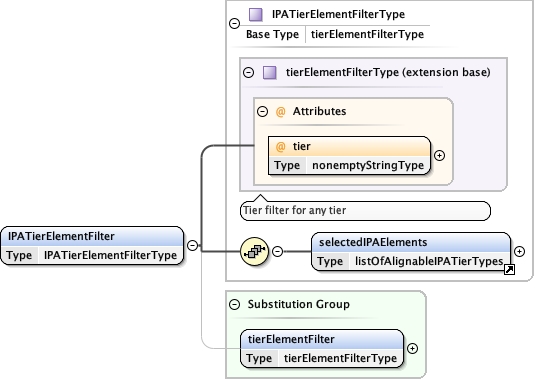 IPATierElementFilterType
Base Type tierElementFilterType
tierElementFilterType (extension base)
@ Attributes
@ tier
Type nonemptyStringType
Tier filter for any tier
IPATierElementFilter
Type IPATierElementFilterType
selectedIPAElements
Type listOfAlignableIPATierTypes
Substitution Group
tierElementFilter
Type tierElementFilterType